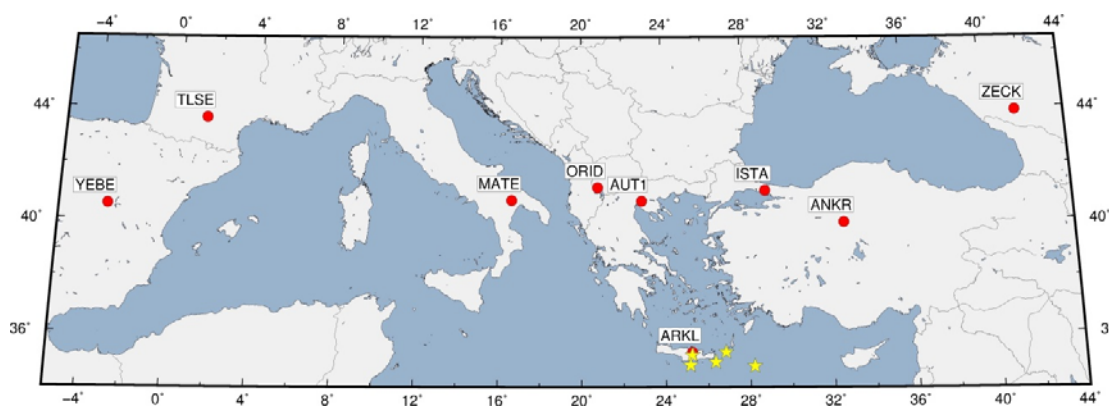 −4˚ 0˚ 4˚ 8˚ 12˚ 16˚ 20˚ 24˚ 28˚ 32˚ 36˚ 40˚ 44˚
44˚ 44˚
TLSE ZECK
YEBE MATE ORID AUT1 ISTA
ANKR
40˚ 40˚
36˚ 3
ARKL
−4˚ 0˚ 4˚ 8˚ 12˚ 16˚ 20˚ 24˚ 28˚ 32˚ 36˚ 40˚ 44˚